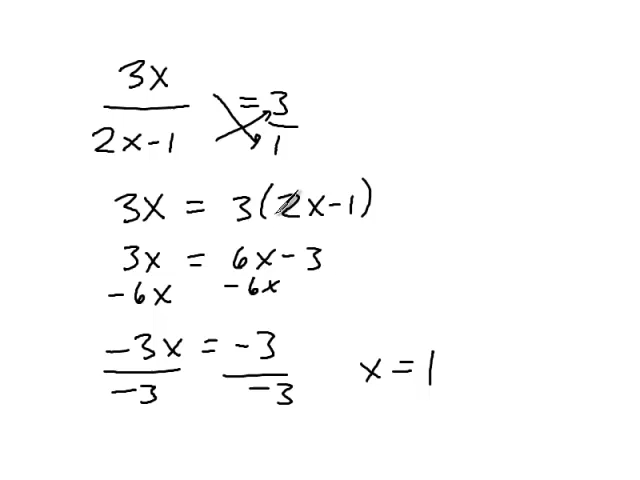 3x
2x-1
= 3
1
3x = 3(2x-1)
3x = 6x-3
-6x -6x
-3x = -3
-3 -3
x = 1